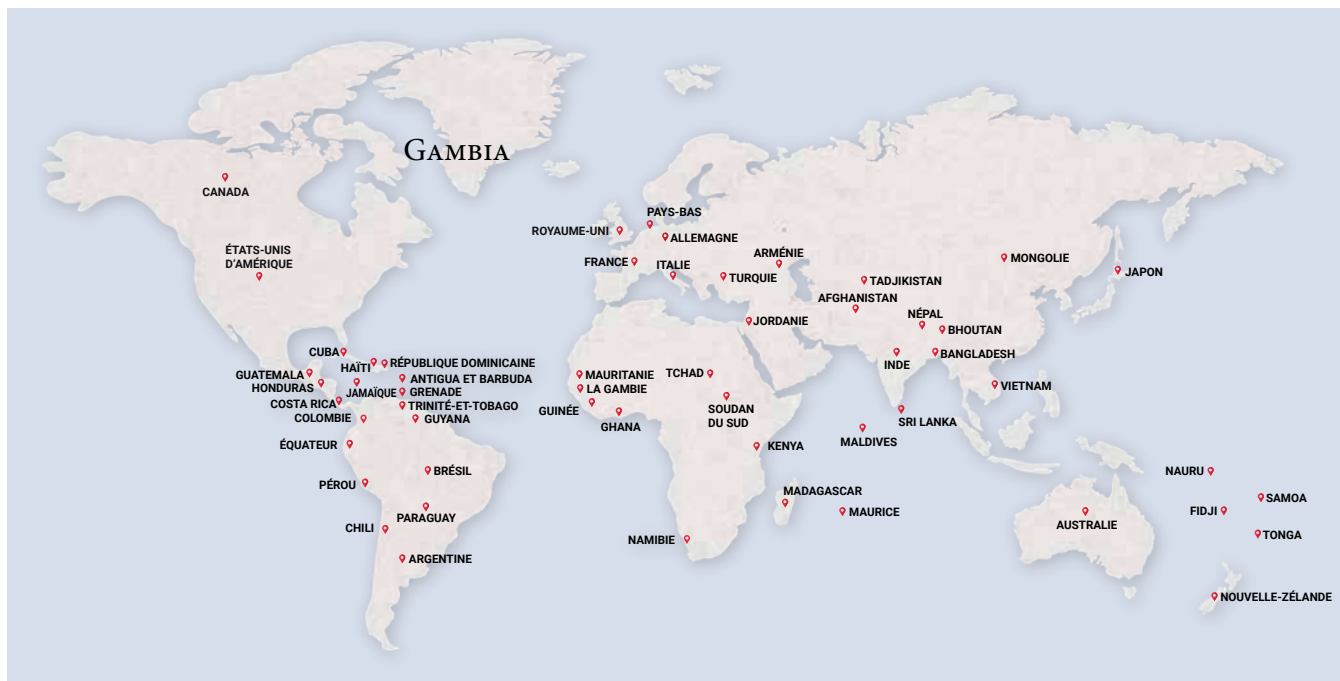 GAMBIA
CANADA
PAYS-BAS
ROYAUME-UNI
ALLEMAGNE
ÉTATS-UNIS
D'AMÉRIQUE
FRANCE
ITALIE
ARMÉNIE
TURQUIE
MONGOLIE
JAPON
TADJIKISTAN
AFGHANISTAN
JORDANIE
NÉPAL
BHOUTAN
CUBA
HAÏTI
RÉPUBLIQUE DOMINICAINE
INDE
BANGLADESH
GUATEMALA
HONDURAS
JAMAÏQUE
ANTIGUA ET BARBUDA
GRENADE
MAURITANIE
LA GAMBIE
TCHAD
VIETNAM
COSTA RICA
TRINITÉ-ET-TOBAGO
COLOMBIE
GUYANA
GUINÉE
GHANA
SOUDAN
DU SUD
SRI LANKA
MALDIVES
ÉQUATEUR
KENYA
BRÉSIL
NAURU
PÉROU
MADAGASCAR
MAURICE
SAMOA
PARAGUAY
FIDJI
AUSTRALIE
CHILI
NAMIBIE
TONGA
ARGENTINE
NOUVELLE-ZÉLANDE